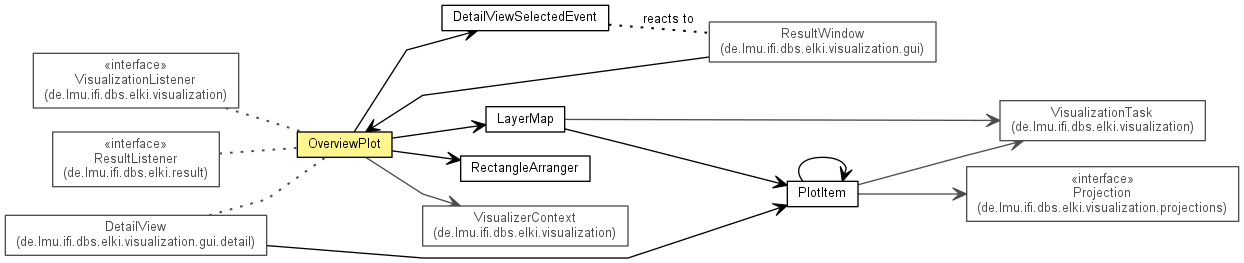 DetailViewSelectedEvent
reacts to
ResultWindow
(de.lmu.ifi.dbs.elki.visualization.gui)
«interface»
VisualizationListener
(de.lmu.ifi.dbs.elki.visualization)
«interface»
ResultListener
(de.lmu.ifi.dbs.elki.result)
OverviewPlot
LayerMap
RectangleArranger
VisualizationTask
(de.lmu.ifi.dbs.elki.visualization)
PlotItem
«interface»
Projection
(de.lmu.ifi.dbs.elki.visualization.projections)
DetailView
(de.lmu.ifi.dbs.elki.visualization.gui.detail)
VisualizerContext
(de.lmu.ifi.dbs.elki.visualization)